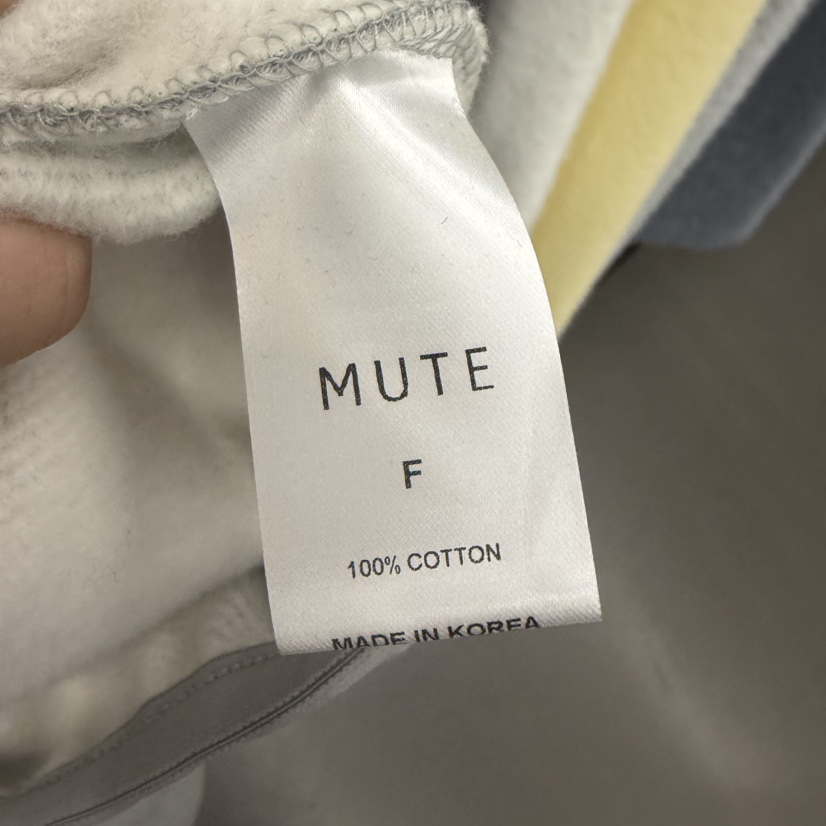 MUTE
F
100% COTTON
MADE IN KOREA